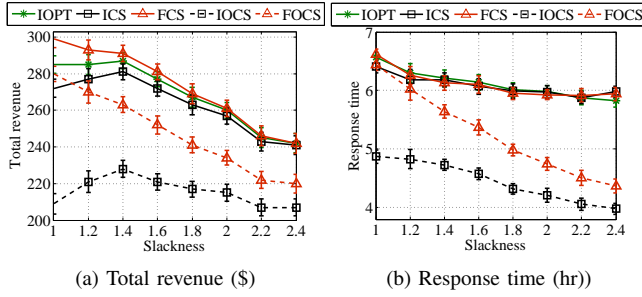 IOPT ICS FCS IOCS FOCS
300
280
260
240
220
200
Total revenue
1 1.2 1.4 1.6 1.8 2 2.2 2.4
Slackness
(a) Total revenue ($)
IOPT ICS FCS IOCS FOCS
7
6
5
4
Response time
1 1.2 1.4 1.6 1.8 2 2.2 2.4
Slackness
(b) Response time (hr))